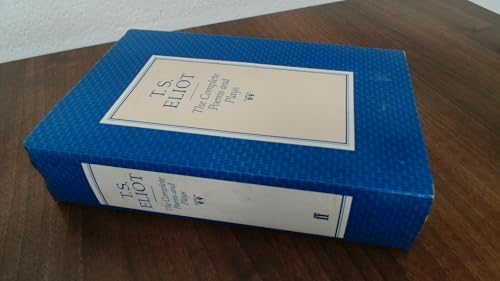 T. S.
ELIOT
The Complete
Poems and
Plays
T. S.
ELIOT
The Complete
Poems and
Plays
ff